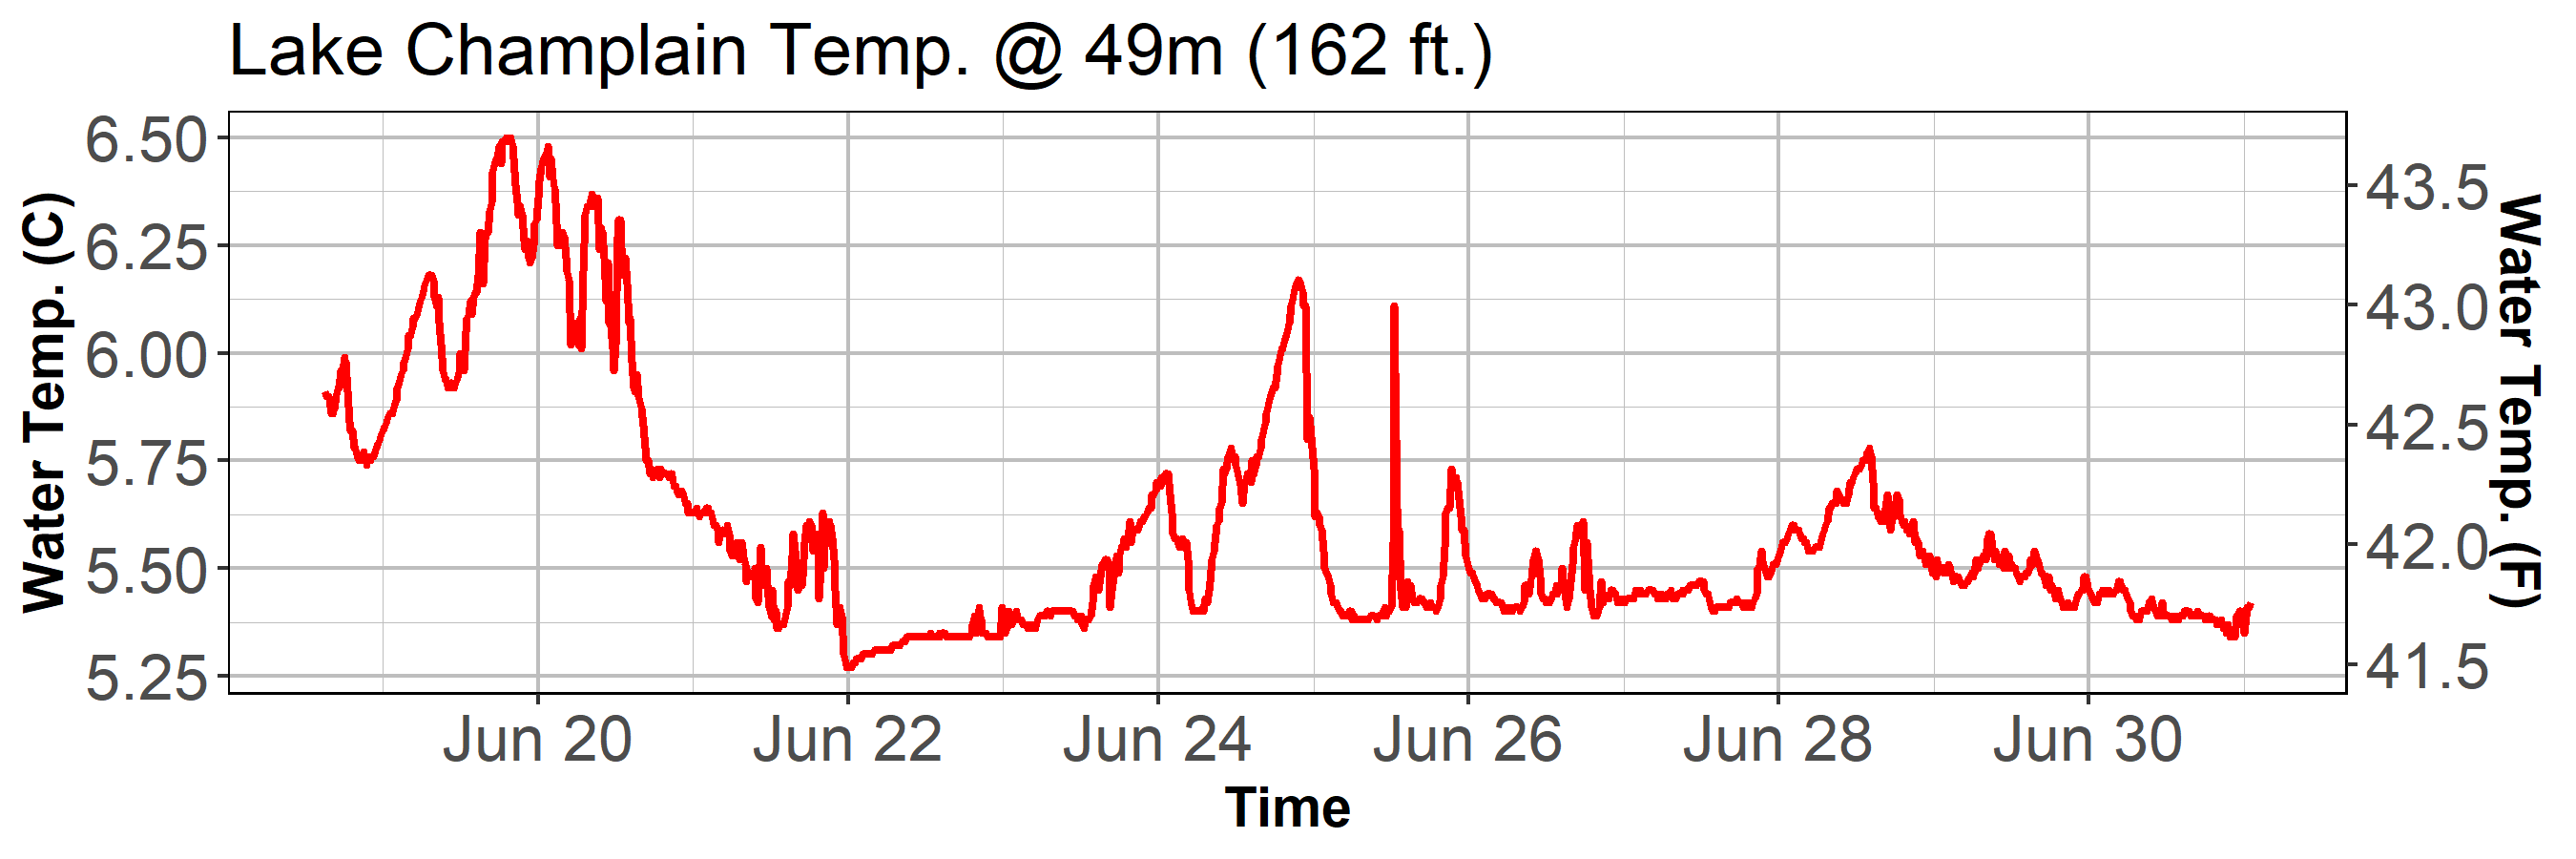 Lake Champlain Temp. @ 49m (162 ft.)
Water Temp. (C)
6.50
6.25
6.00
5.75
5.50
5.25
43.5
43.0
42.5
42.0
41.5
Water Temp. (F)
Jun 20 Jun 22 Jun 24 Jun 26 Jun 28 Jun 30
Time